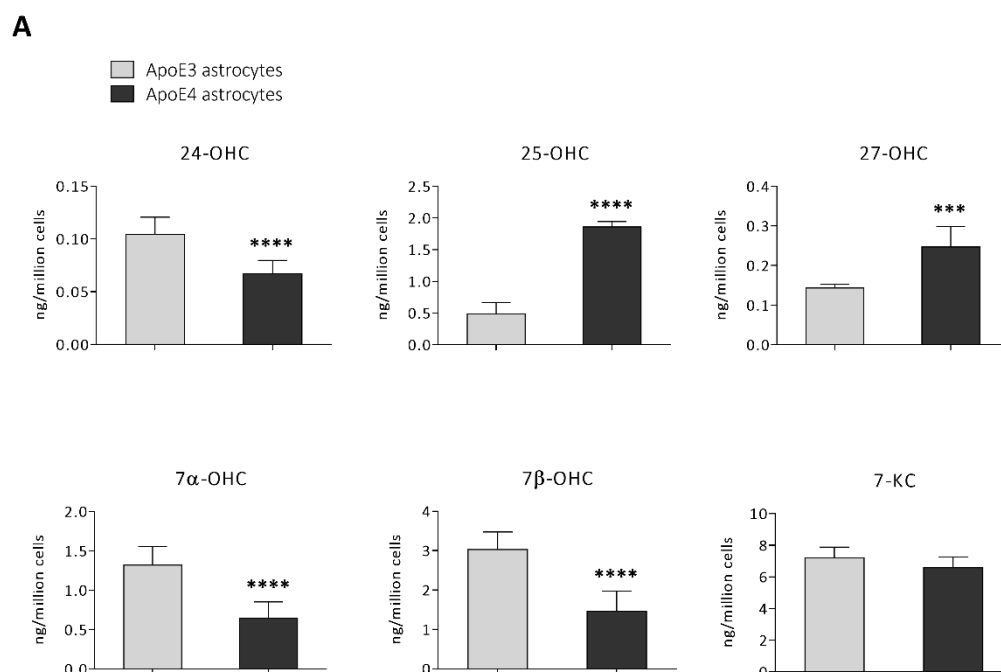 A
ApoE3 astrocytes
ApoE4 astrocytes
24-OHC
ng/million cells
0.15
0.10
0.05
0.00
****
25-OHC
ng/million cells
2.5
2.0
1.5
1.0
0.5
0.0
****
27-OHC
ng/million cells
0.4
0.3
0.2
0.1
0.0
***
7α-OHC
ng/million cells
2.0
1.5
1.0
0.5
0.0
****
7β-OHC
ng/million cells
4
3
2
1
0
****
7-KC
ng/million cells
10
8
6
4
2
0